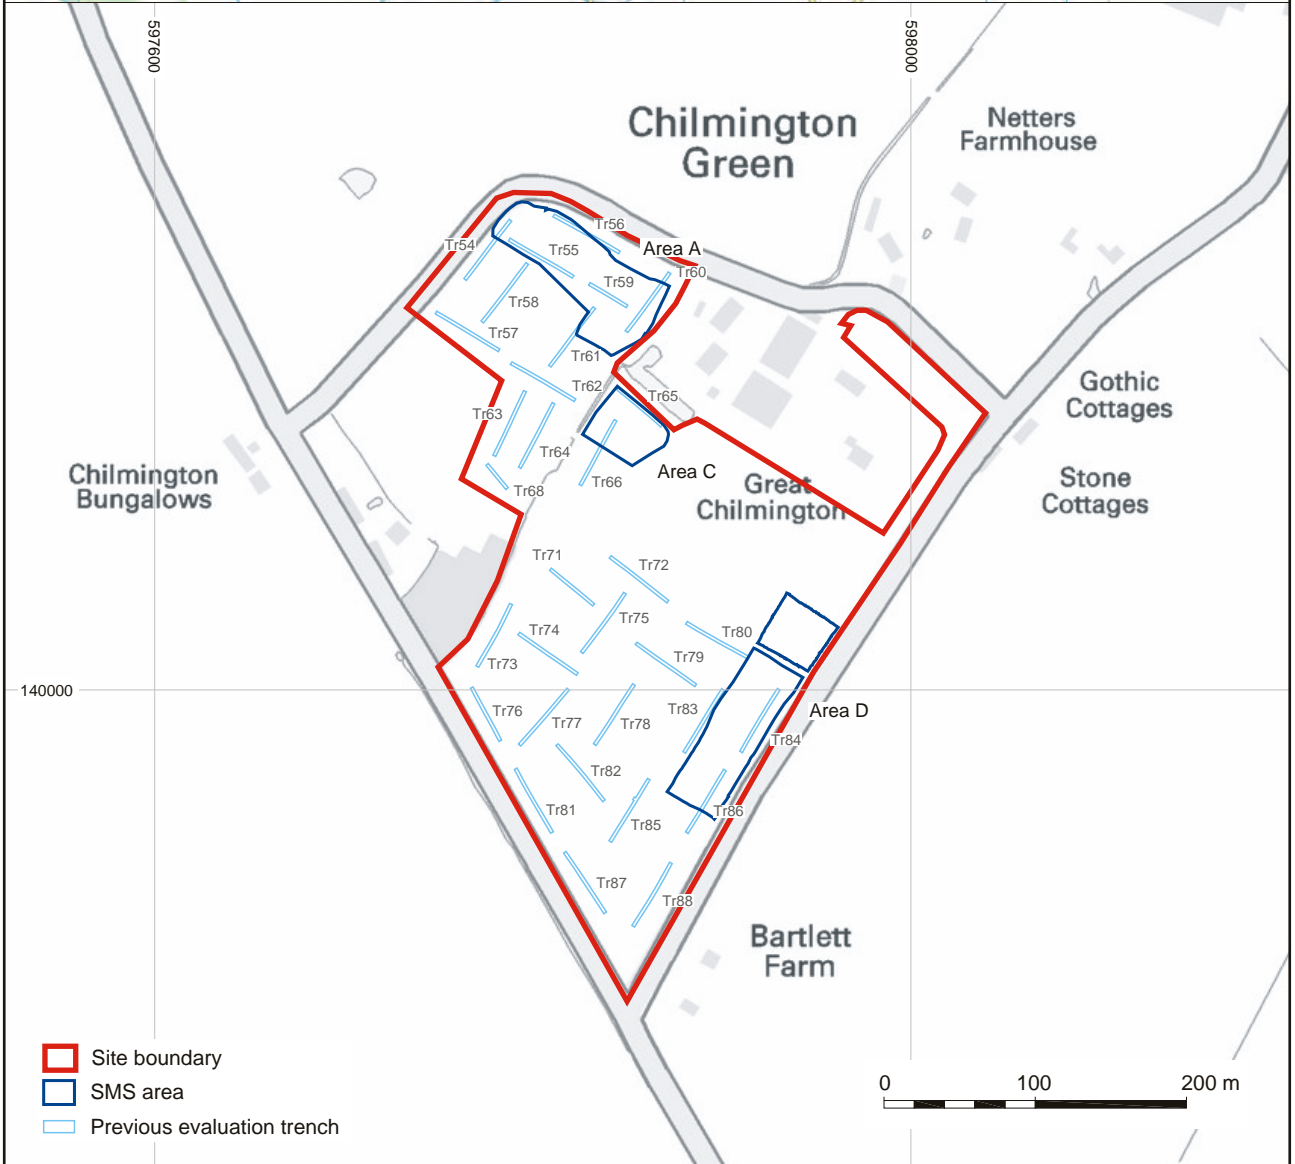 597600
598000
Chilmington
Green
Netters
Farmhouse
Tr56
Tr54
Tr55
Area A
Tr60
Tr59
Tr58
Tr57
Tr61
Tr62
Tr65
Tr63
Gothic
Cottages
Tr64
Area C
Chilmington
Bungalows
Tr66
Tr68
Great
Chilmington
Stone
Cottages
Tr71
Tr72
Tr75
Tr74
Tr80
Tr79
Tr73
140000
Tr76
Tr77
Tr78
Tr83
Area D
Tr84
Tr82
Tr81
Tr85
Tr86
Tr87
Tr88
Bartlett
Farm
Site boundary
SMS area
Previous evaluation trench
0 100 200 m